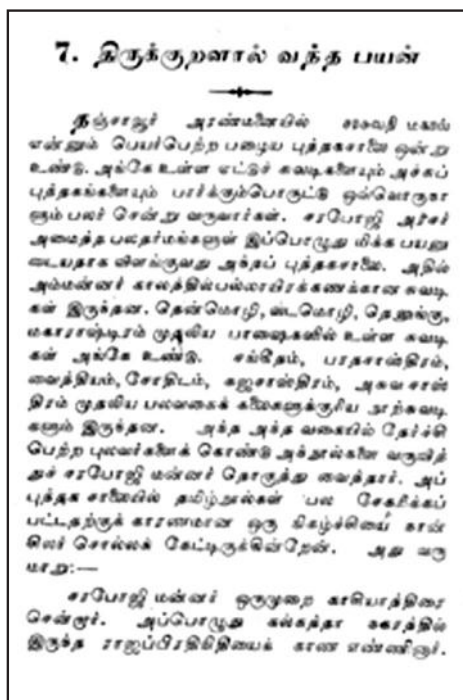 7. திருக்குறளால் வந்த பயன்
தஞ்சாவூர் அரண்மனையில் சரசுவதி மகால்
என்னும் பெயர்பெற்ற பழைய புத்தகசாலை ஒன்று
உண்டு. அங்கே உள்ள ஏட்டுச் சுவடிகளையும் அச்சுப்
புத்தகங்களையும் பார்க்கும்பொருட்டு ஒவ்வொருநா
ளும் பலர் சென்று வருவார்கள். சரபோஜி அரசர்
அமைத்த பலதர்மங்களுள் இப்பொழுது மிக்க பயனு
டையதாக விளங்குவது அந்தப் புத்தகசாலை. அதில்
அம்மன்னர் காலத்தில் பல்லாயிரக்கணக்கான சுவடி
கள் இருந்தன. தென்மொழி, வடமொழி, தெலுங்கு,
மகாராஷ்டிரம் முதலிய பாஷைகளில் உள்ள சுவடி
கள் அங்கே உண்டு. சங்கீதம், பரதசாஸ்திரம்,
வைத்தியம், சோதிடம், கஜசாஸ்திரம், அசுவ சாஸ்
திரம் முதலிய பலவகைக் கலைகளுக்குரிய நூற்சுவடி
களும் இருந்தன. அந்த அந்த வகையில் தேர்ச்சி
பெற்ற புலவர்களைக் கொண்டு அந்நூல்களை வருவித்
துச் சரபோஜி மன்னர் தொகுத்து வைத்தார். அப்
புத்தக சாலையில் தமிழ்நூல்கள் பல சேகரிக்கப்
பட்டதற்குக் காரணமான ஒரு நிகழ்ச்சியை நான்
சிலர் சொல்லக் கேட்டிருக்கின்றேன். அது வரு
மாறு:—
சரபோஜி மன்னர் ஒருமுறை காசியாத்திரை
சென்றார். அப்பொழுது கல்கத்தா நகரத்தில்
இருந்த ராஜப்பிரதிநிதியைக் காண எண்ணினார்.